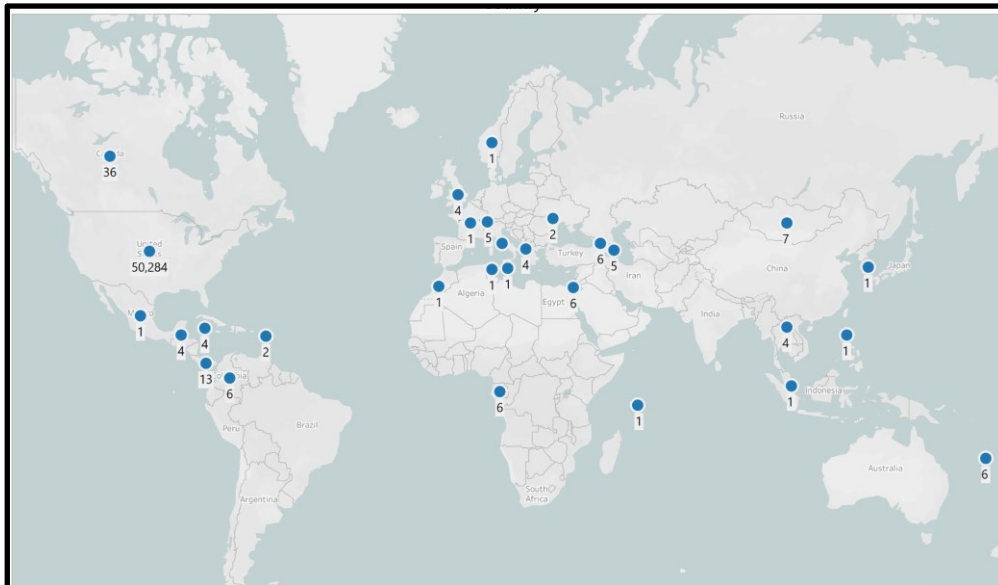 Russia
Canada
36
1
4
1
5
2
Spain
Turkey
4
6
5
Iran
7
China
Japan
1
United
States
50,284
Algeria
1
1
1
Egypt
6
India
4
1
Mexico
1
4
4
2
13
6
Peru
Brazil
6
1
1
Indonesia
Australia
6
South
Africa
Argentina